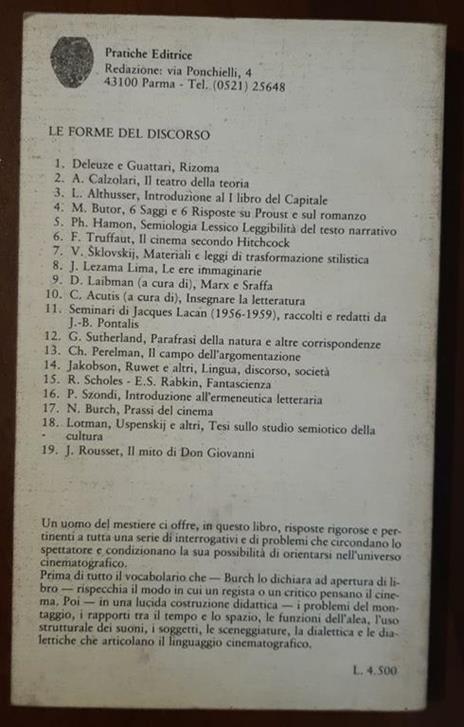 Pratiche Editrice
Redazione: via Ponchielli, 4
43100 Parma - Tel. (0521) 25648
LE FORME DEL DISCORSO
1. Deleuze e Guattari, Rizoma
2. A. Calzolari, Il teatro della teoria
3. L. Althusser, Introduzione al I libro del Capitale
4. M. Butor, 6 Saggi e 6 Risposte su Proust e sul romanzo
5. Ph. Hamon, Semiologia Lessico Leggibilità del testo narrativo
6. F. Truffaut, Il cinema secondo Hitchcock
7. V. Šklovskij, Materiali e leggi di trasformazione stilistica
8. J. Lezama Lima, Le ere immaginarie
9. D. Laibman (a cura di), Marx e Sraffa
10. C. Acutis (a cura di), Insegnare la letteratura
11. Seminari di Jacques Lacan (1956-1959), raccolti e redatti da
J.-B. Pontalis
12. G. Sutherland, Parafrasi della natura e altre corrispondenze
13. Ch. Perelman, Il campo dell'argomentazione
14. Jakobson, Ruwet e altri, Lingua, discorso, società
15. R. Scholes - E.S. Rabkin, Fantascienza
16. P. Szondi, Introduzione all'ermeneutica letteraria
17. N. Burch, Prassi del cinema
18. Lotman, Uspenskij e altri, Tesi sullo studio semiotico della
cultura
19. J. Rousset, Il mito di Don Giovanni
Un uomo del mestiere ci offre, in questo libro, risposte rigorose e per-
tinenti a tutta una serie di interrogativi e di problemi che circondano lo
spettatore e condizionano la sua possibilità di orientarsi nell'universo
cinematografico.
Prima di tutto il vocabolario che — Burch lo dichiara ad apertura di li-
bro — rispecchia il modo in cui un regista o un critico pensano il cine-
ma. Poi — in una lucida costruzione didattica — i problemi del mon-
taggio, i rapporti tra il tempo e lo spazio, le funzioni dell'alea, l'uso
strutturale dei suoni, i soggetti, le sceneggiature, la dialettica e le dia-
lettiche che articolano il linguaggio cinematografico.
L. 4.500